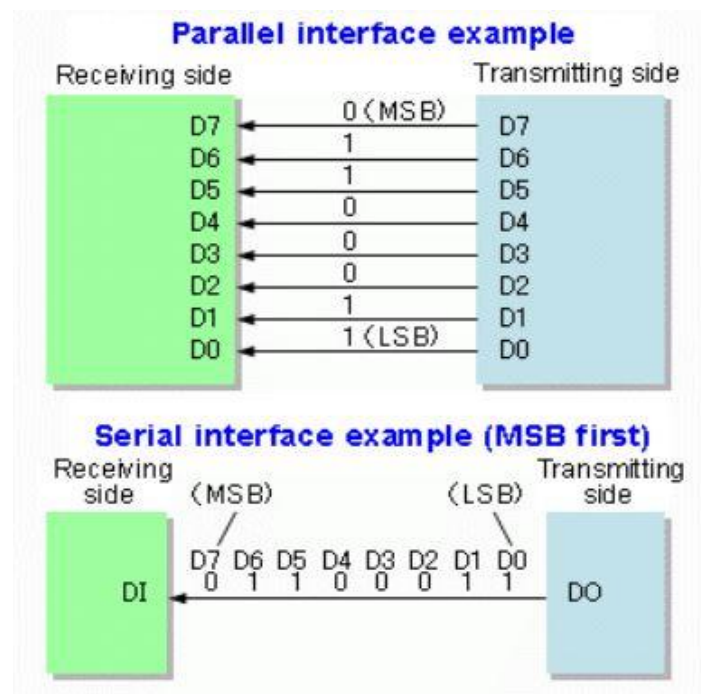 Parallel interface example
Receiving side Transmitting side
D7 0 (MSB) D7
D6 1 D6
D5 1 D5
D4 0 D4
D3 0 D3
D2 0 D2
D1 1 D1
D0 1 (LSB) D0
Serial interface example (MSB first)
Receiving side
Transmitting side
(MSB) (LSB)
D7 D6 D5 D4 D3 D2 D1 D0
0 1 1 0 0 0 1 1
DI DO